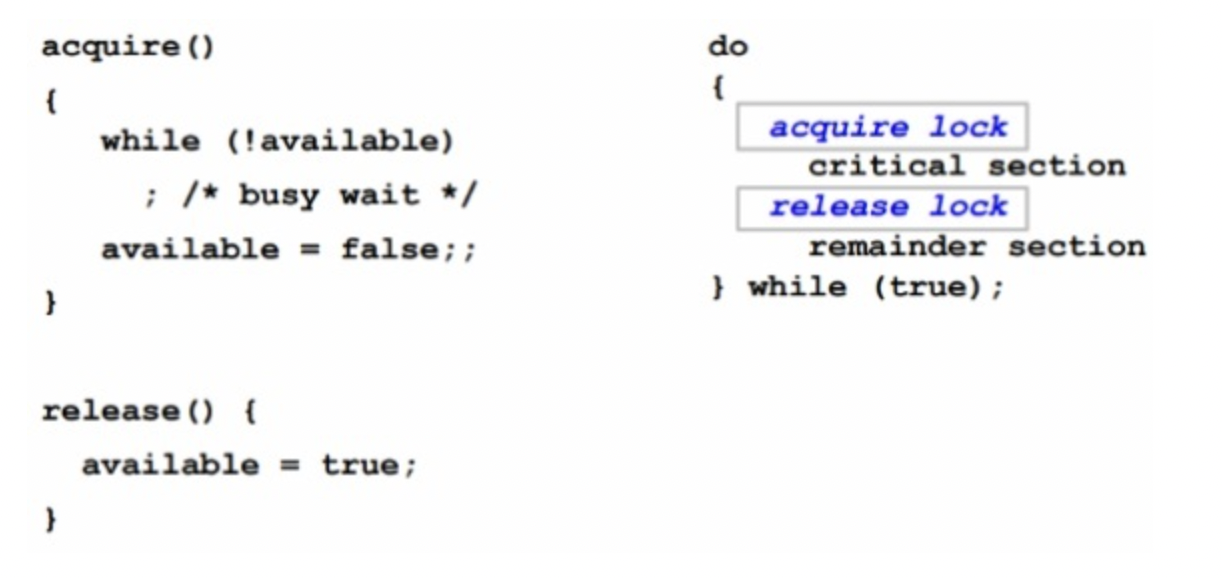 acquire()
{
while (!available)
; /* busy wait */
available = false;;
}
release() {
available = true;
}
do
{
acquire lock
critical section
release lock
remainder section
} while (true);